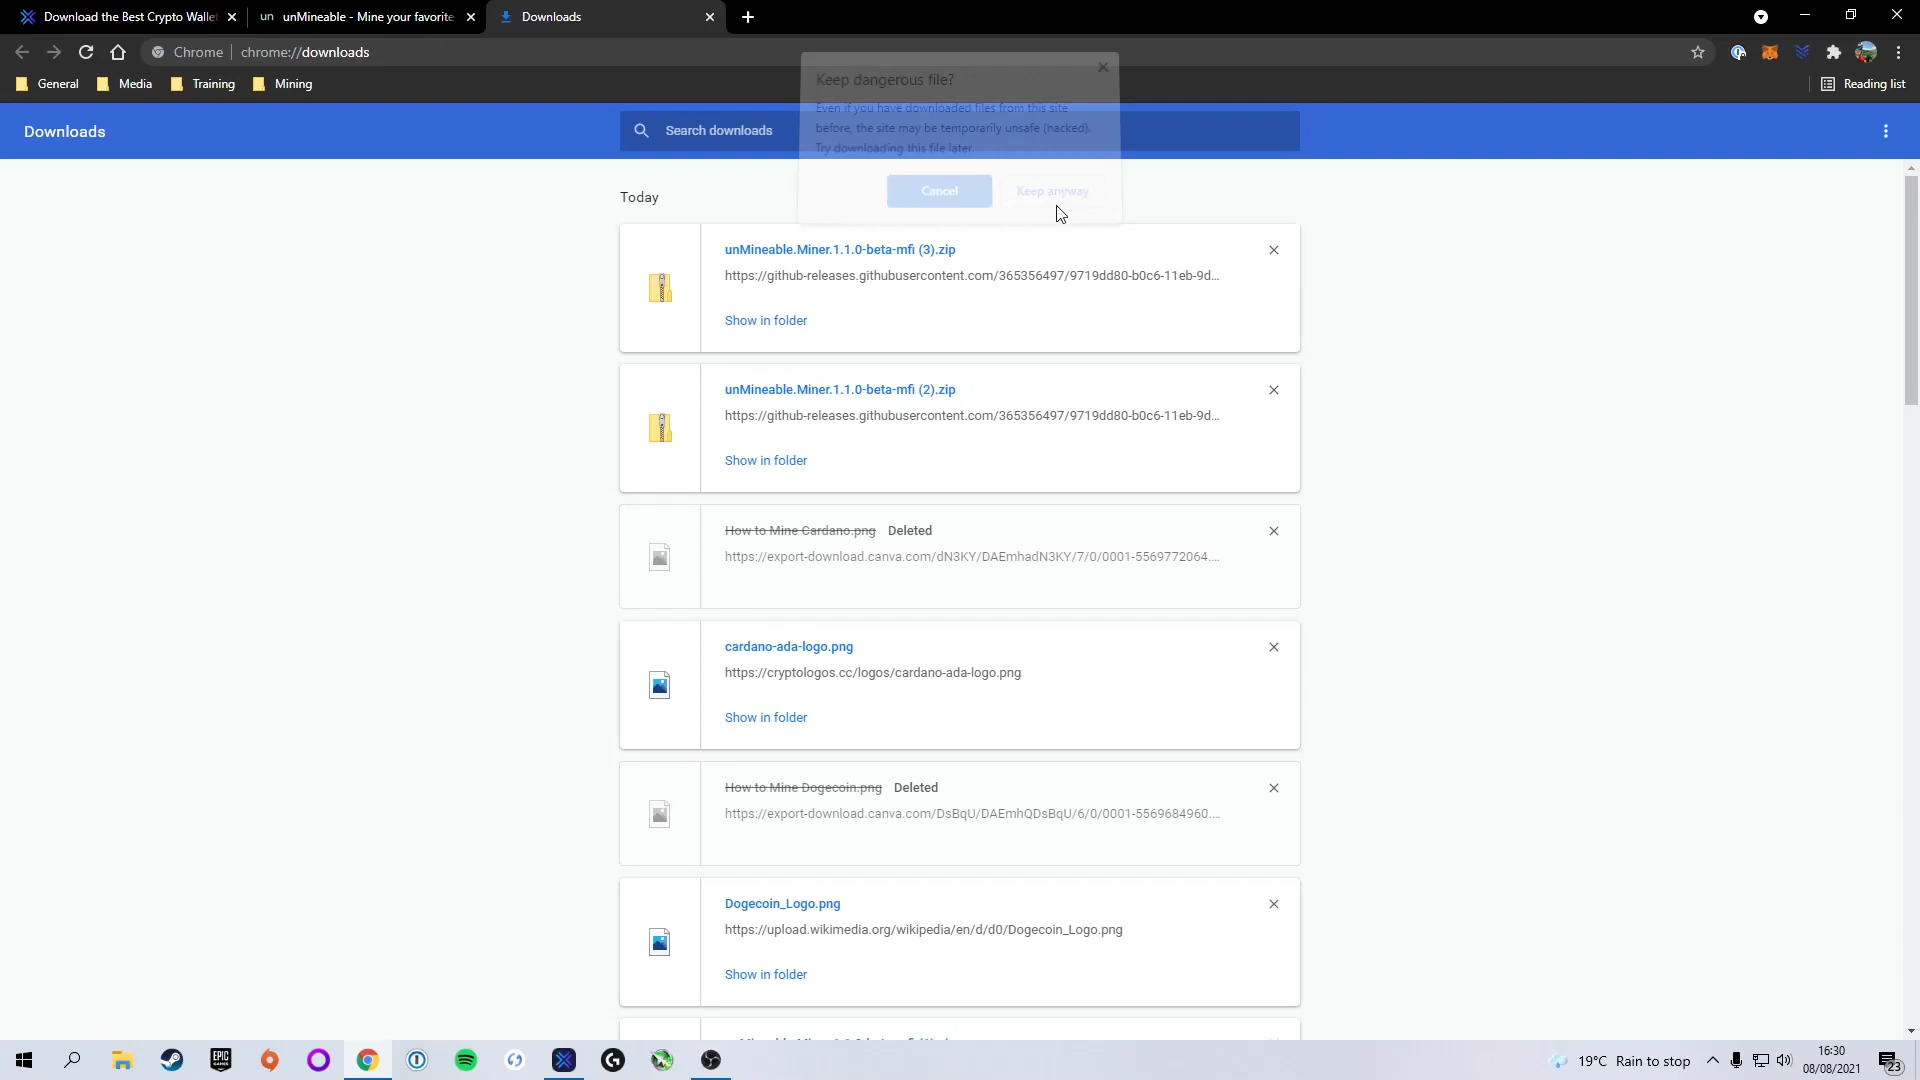 Download the Best Crypto Wallet
un unMineable - Mine your favorite
Downloads
Chrome chrome://downloads
General
Media
Training
Mining
Reading list
Keep dangerous file?
Even if you have downloaded files from this site
before, the site may be temporarily unsafe (hacked).
Try downloading this file later.
Cancel
Keep anyway
Downloads
Search downloads
Today
unMineable.Miner.1.1.0-beta-mfi (3).zip
https://github-releases.githubusercontent.com/365356497/9719dd80-b0c6-11eb-9d...
Show in folder
unMineable.Miner.1.1.0-beta-mfi (2).zip
https://github-releases.githubusercontent.com/365356497/9719dd80-b0c6-11eb-9d...
Show in folder
How to Mine Cardano.png Deleted
https://export-download.canva.com/dN3KY/DAEmhadN3KY/7/0/0001-5569772064....
cardano-ada-logo.png
https://cryptologos.cc/logos/cardano-ada-logo.png
Show in folder
How to Mine Dogecoin.png Deleted
https://export-download.canva.com/DsBqU/DAEmhQDsBqU/6/0/0001-5569684960....
Dogecoin_Logo.png
https://upload.wikimedia.org/wikipedia/en/d/d0/Dogecoin_Logo.png
Show in folder
EPIC GAMES
19°C Rain to stop
16:30
08/08/2021
23